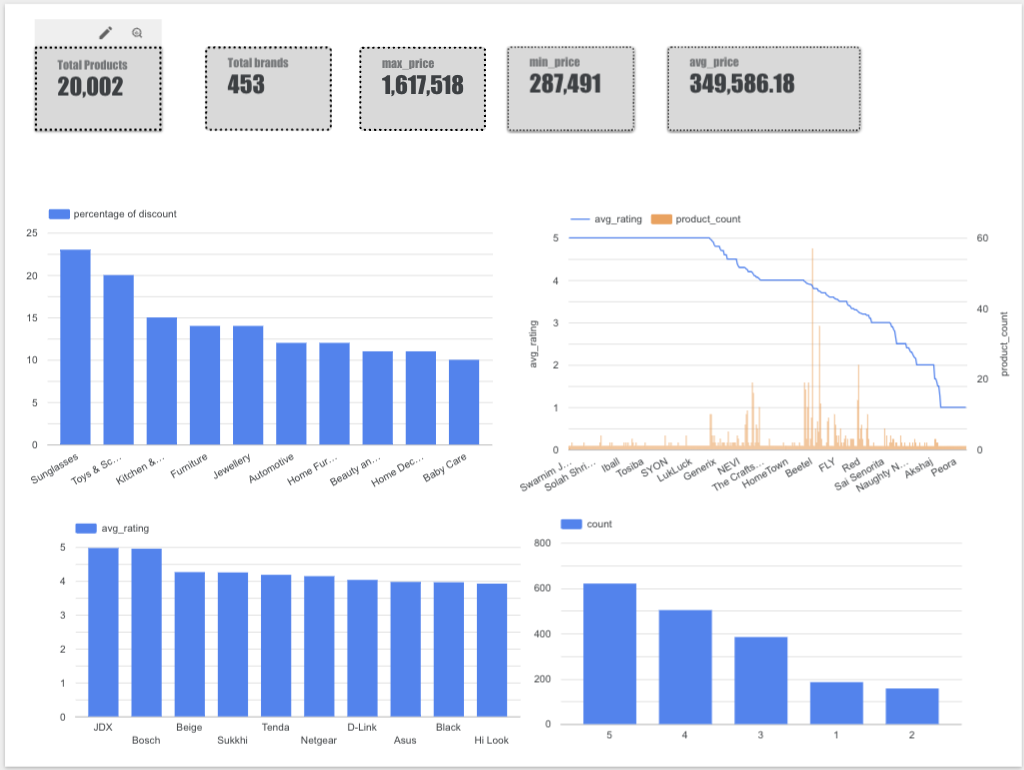 Total Products
20,002
Total brands
453
max_price
1,617,518
min_price
287,491
avg_price
349,586.18
percentage of discount
25
20
15
10
5
0
Sunglasses
Toys & Sc...
Kitchen &...
Furniture
Jewellery
Automotive
Home Fur...
Beauty an...
Home Dec...
Baby Care
avg_rating
product_count
5
4
3
2
1
0
avg_rating
60
40
20
0
product_count
Swarnim J...
Solah Shri...
Iball
Tosiba
SYON
LukLuck
Generix
NEVI
The Crafts...
HomeTown
Beetel
FLY
Red
Sai Senorita
Naughty N...
Akshaj
Peora
avg_rating
5
4
3
2
1
0
JDX
Bosch
Beige
Sukkhi
Tenda
Netgear
D-Link
Asus
Black
Hi Look
count
800
600
400
200
0
5
4
3
1
2